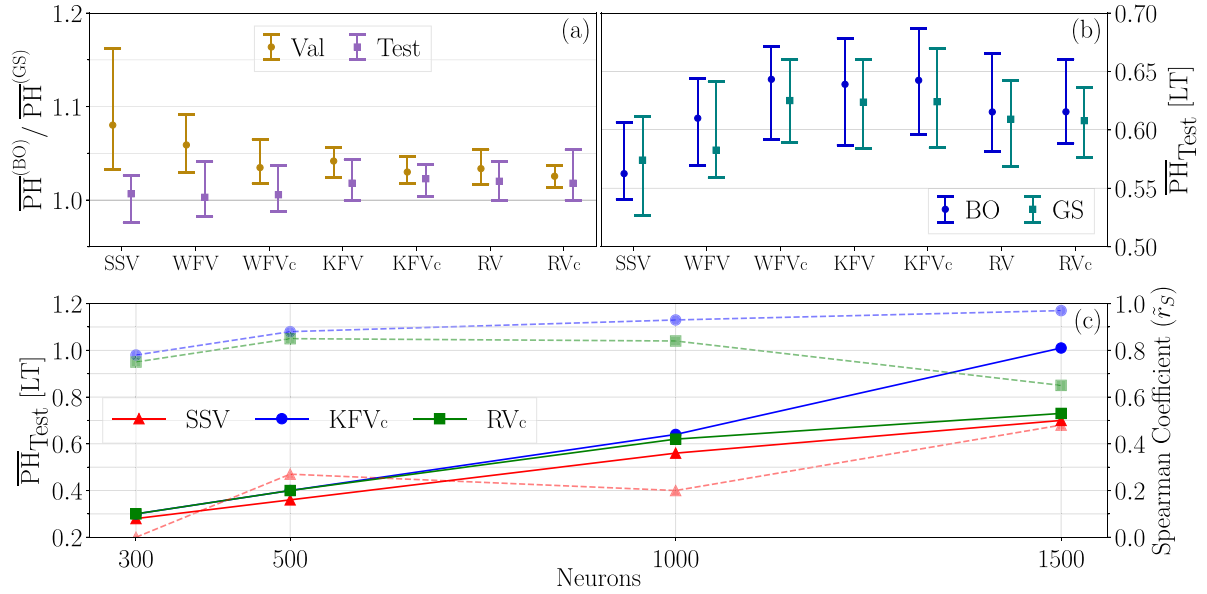 (a)
Val Test
1.2
1.1
1.0
PH^(BO) / PH^(GS)
SSV WFV WFVc KFV KFVc RV RVc
(b)
BO GS
0.70
0.65
0.60
0.55
0.50
PH_Test [LT]
SSV WFV WFVc KFV KFVc RV RVc
(c)
SSV KFVc RVc
1.2
1.0
0.8
0.6
0.4
0.2
PH_Test [LT]
1.0
0.8
0.6
0.4
0.2
0.0
Spearman Coefficient (r̄_S)
300 500 1000 1500
Neurons